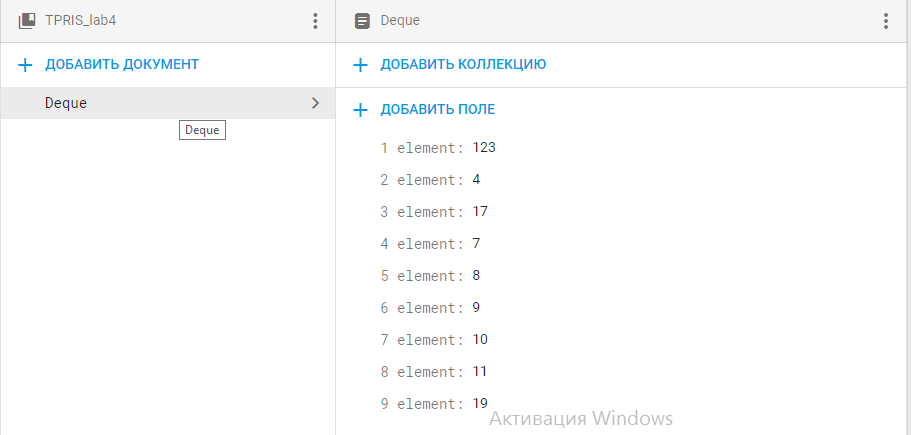 TPRIS_lab4
Deque
ДОБАВИТЬ ДОКУМЕНТ
ДОБАВИТЬ КОЛЛЕКЦИЮ
Deque
Deque
ДОБАВИТЬ ПОЛЕ
1 element: 123
2 element: 4
3 element: 17
4 element: 7
5 element: 8
6 element: 9
7 element: 10
8 element: 11
9 element: 19
Активация Windows